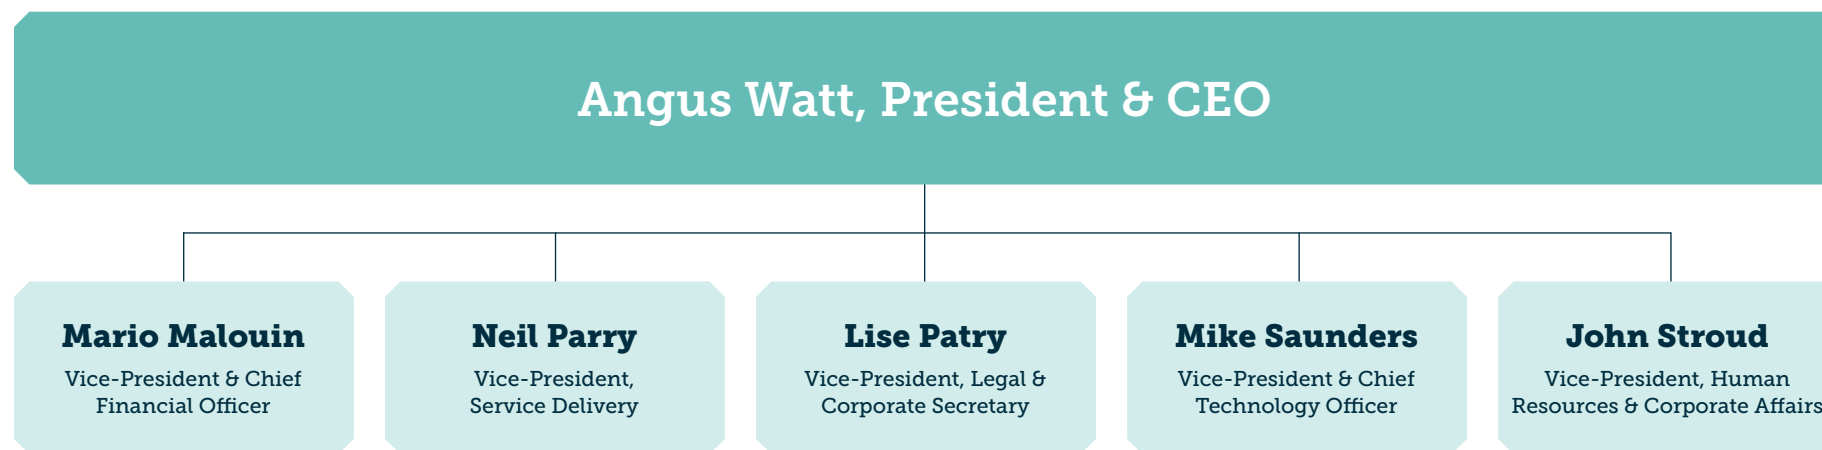 Angus Watt, President & CEO
Mario Malouin
Vice-President & Chief
Financial Officer
Neil Parry
Vice-President,
Service Delivery
Lise Patry
Vice-President, Legal &
Corporate Secretary
Mike Saunders
Vice-President & Chief
Technology Officer
John Stroud
Vice-President, Human
Resources & Corporate Affairs